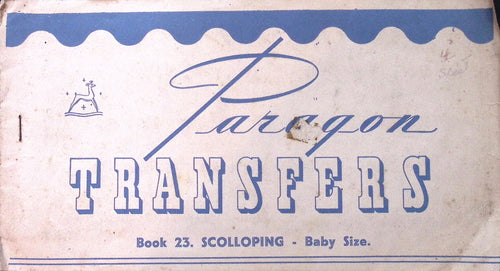 Paragon
TRANSFERS
Book 23. SCOLLOPING - Baby Size.